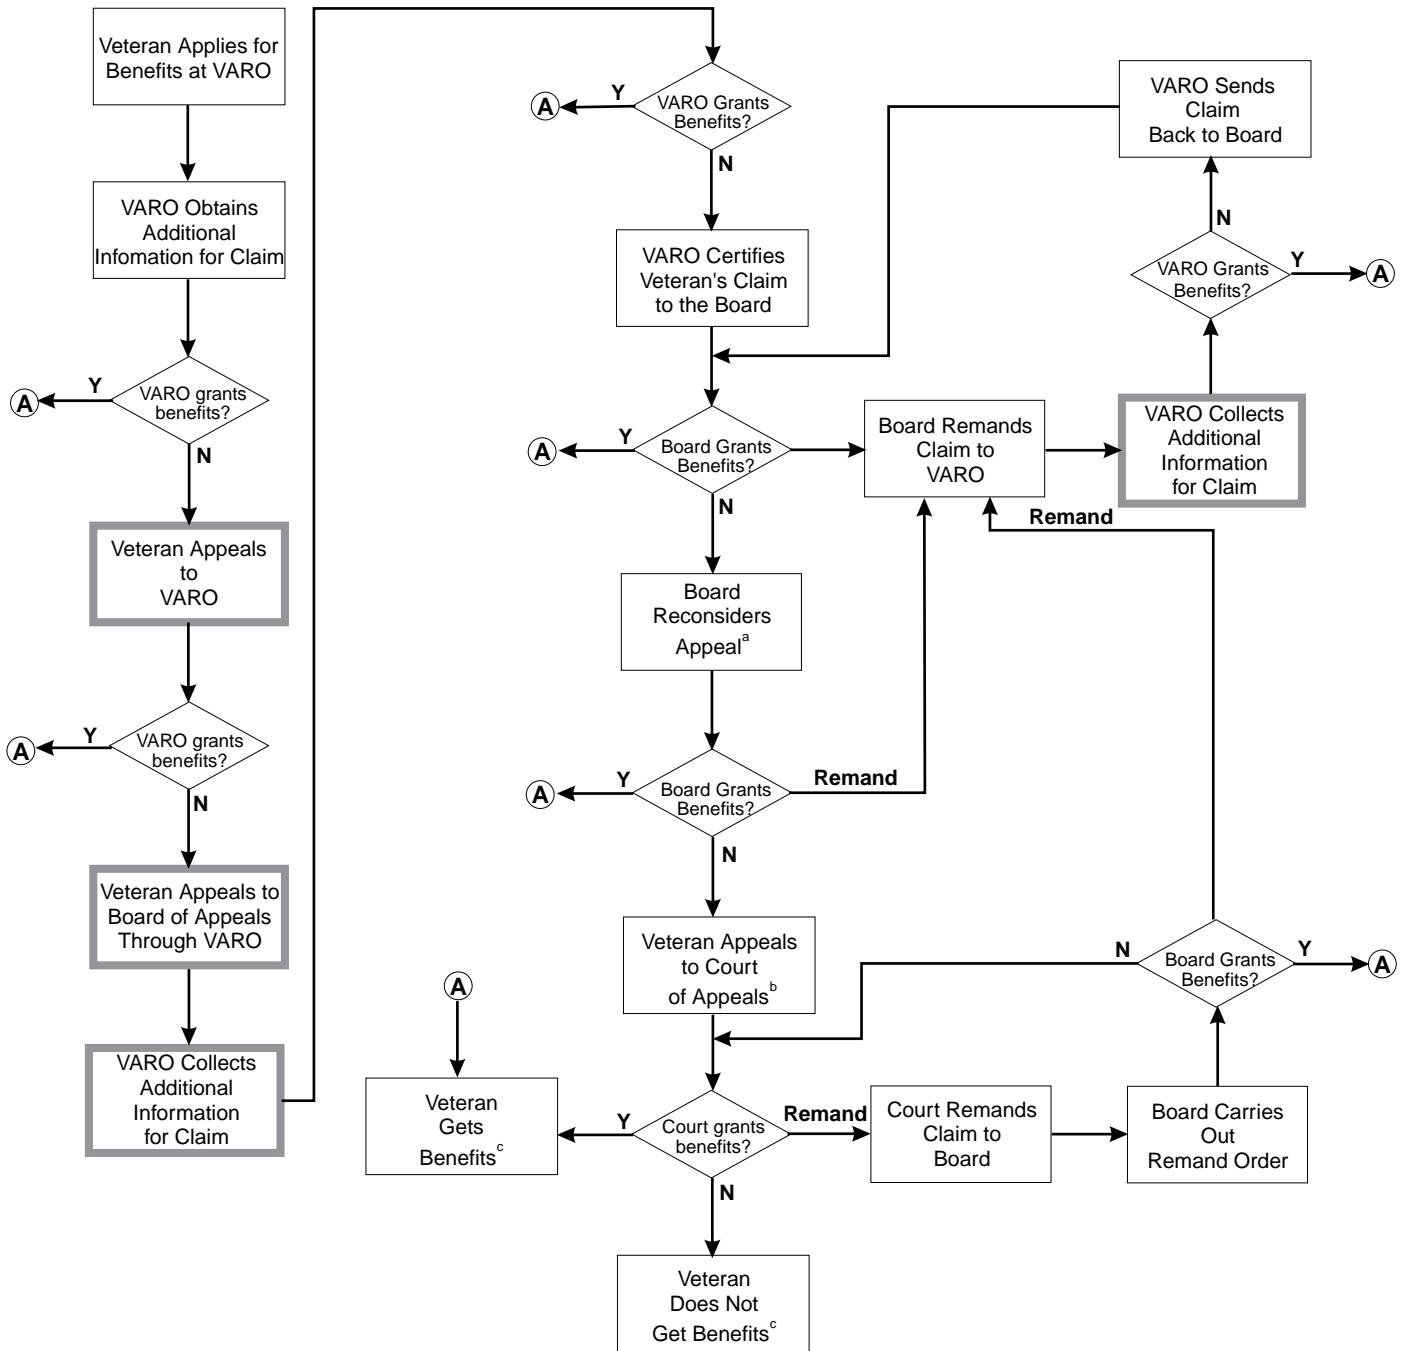 Veteran Applies for
Benefits at VARO
VARO Obtains
Additional
Infomation for Claim
VARO grants
benefits?
Y
A
N
Veteran Appeals
to
VARO
VARO grants
benefits?
Y
A
N
Veteran Appeals to
Board of Appeals
Through VARO
VARO Collects
Additional
Information
for Claim
VARO Grants
Benefits?
Y
A
N
VARO Certifies
Veteran's Claim
to the Board
Board Grants
Benefits?
Y
A
N
Board
Reconsiders
Appeal a
Board Grants
Benefits?
Y
A
Remand
N
Veteran Appeals
to Court
of Appeals b
Court grants
benefits?
Y
A
Veteran
Gets
Benefits c
N
Veteran
Does Not
Get Benefits c
Remand
Court Remands
Claim to
Board
Board Carries
Out
Remand Order
Board Grants
Benefits?
N
Y
A
Remand
Board Remands
Claim to
VARO
VARO Collects
Additional
Information
for Claim
VARO Grants
Benefits?
Y
A
N
VARO Sends
Claim
Back to Board